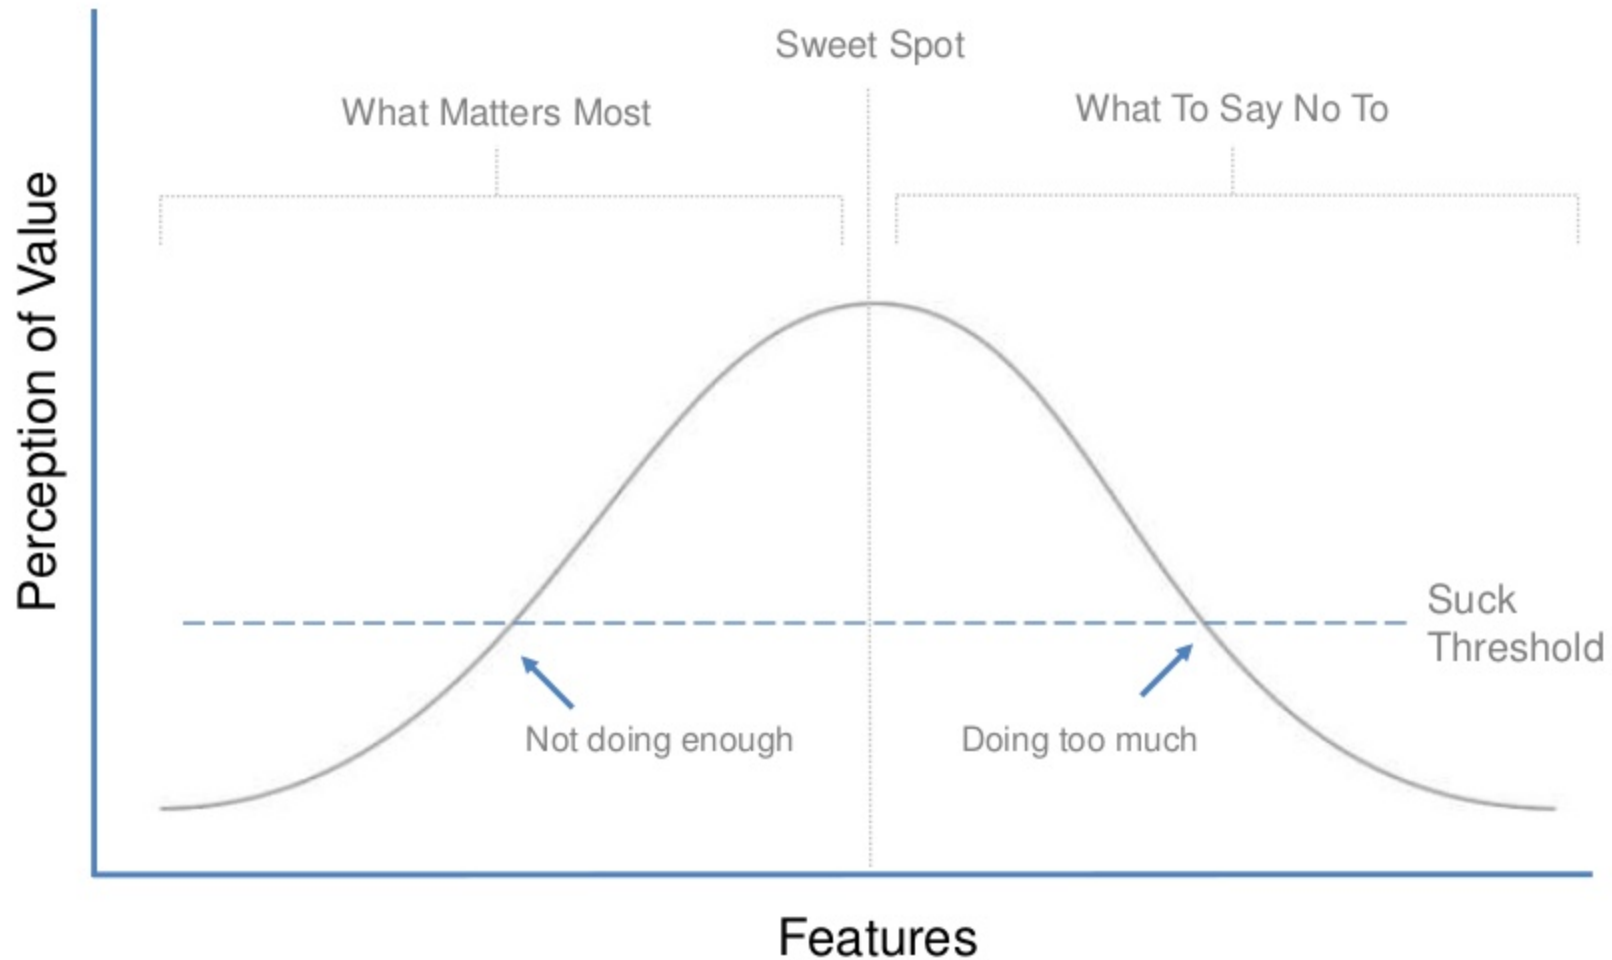 Sweet Spot
What Matters Most
What To Say No To
Perception of Value
Suck
Threshold
Not doing enough
Doing too much
Features